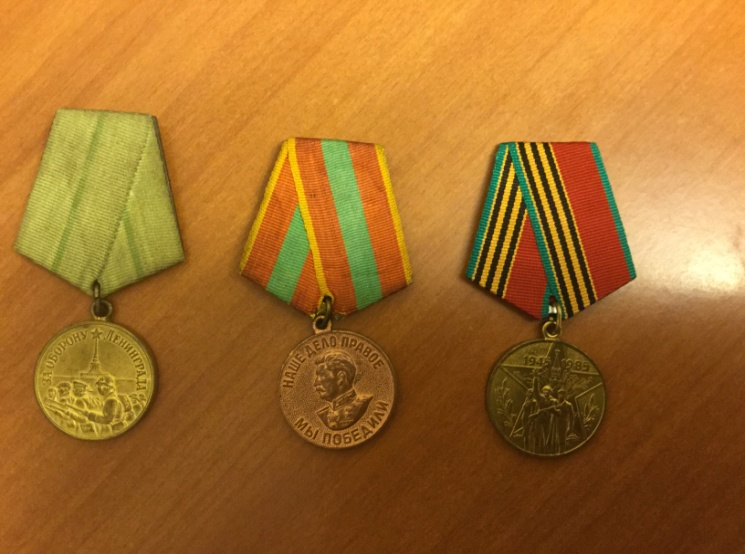 ЗА ОБОРОНУ ЛЕНИНГРАДА
НАШЕ ДЕЛО ПРАВОЕ
МЫ ПОБЕДИЛИ
1945 1985